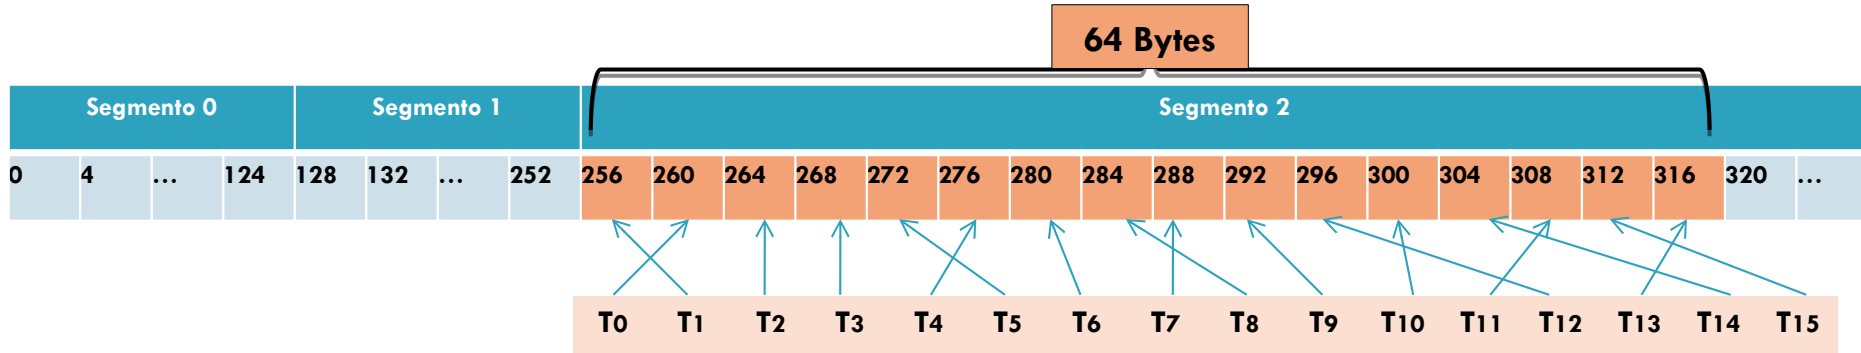 64 Bytes
Segmento 0 Segmento 1 Segmento 2
0 4 ... 124 128 132 ... 252 256 260 264 268 272 276 280 284 288 292 296 300 304 308 312 316 320 ...
T0 T1 T2 T3 T4 T5 T6 T7 T8 T9 T10 T11 T12 T13 T14 T15